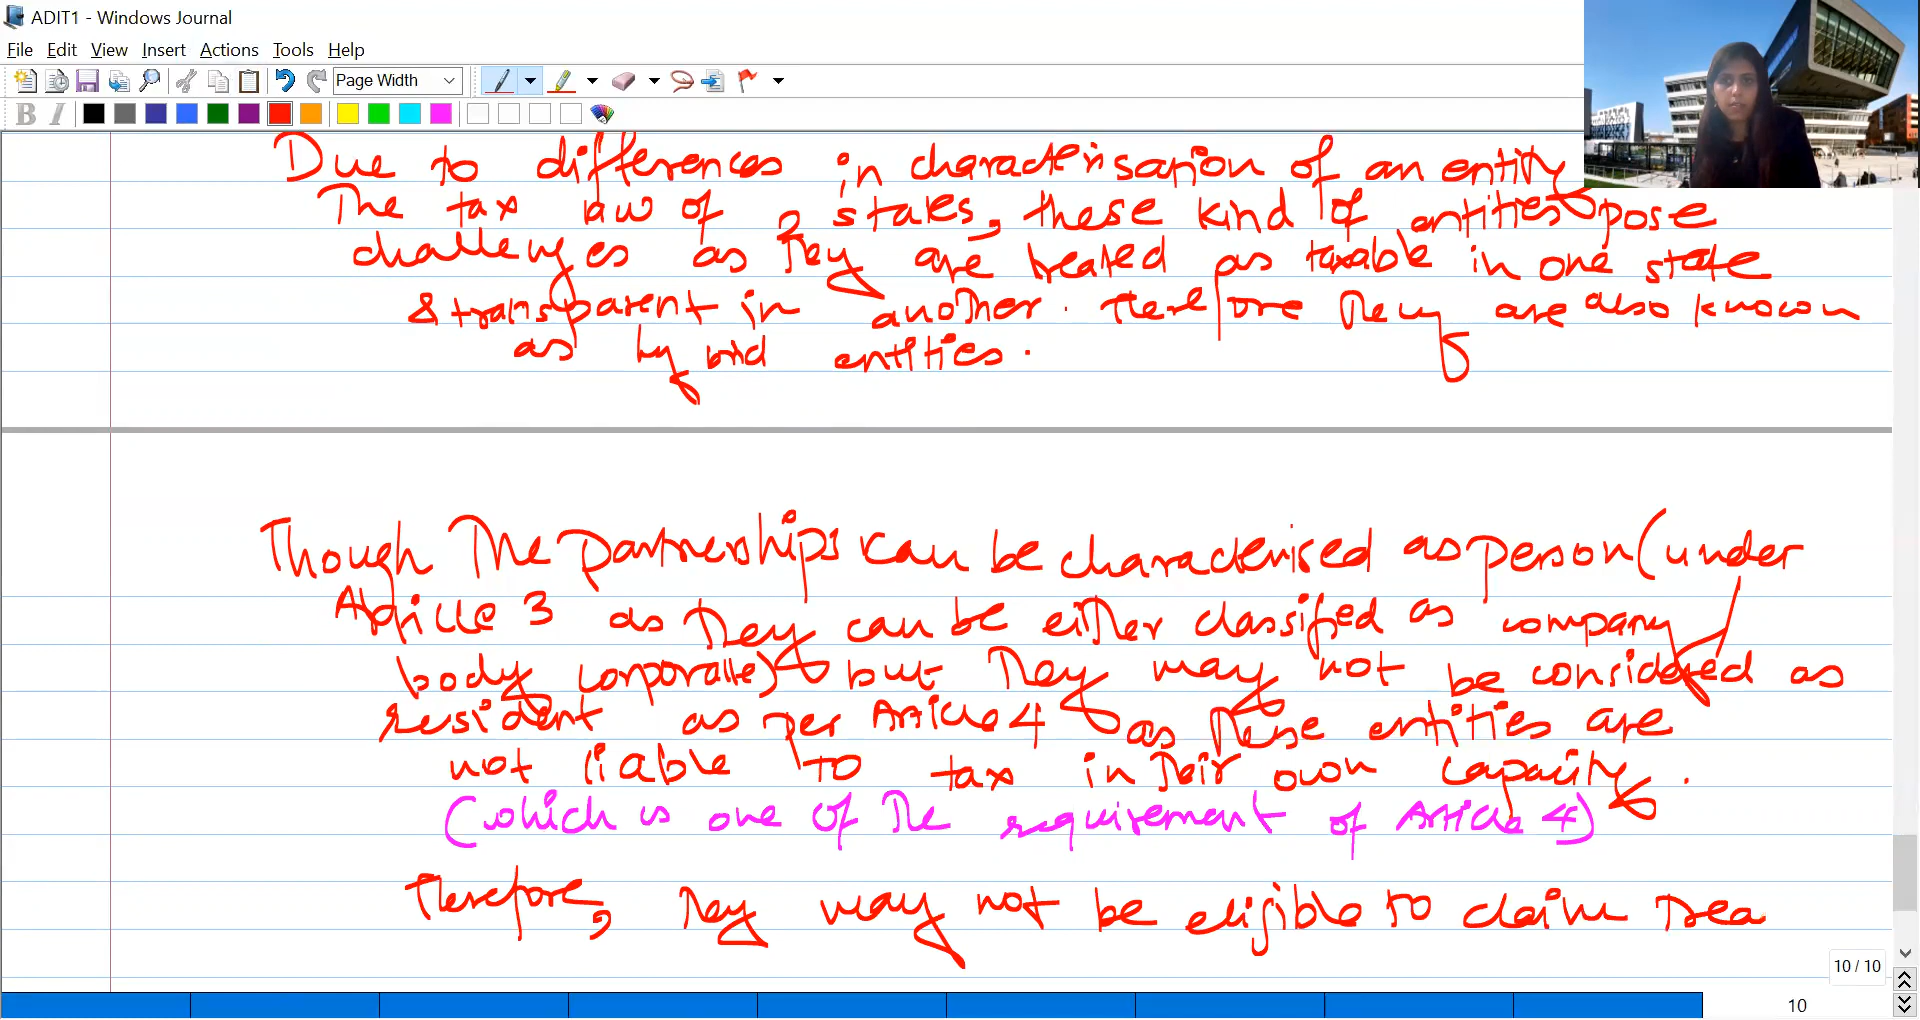 ADIT1 - Windows Journal
File Edit View Insert Actions Tools Help
Page Width
B I
Due to differences in characterisation of an entity
The tax law of 2 states, these kind of entities pose
challenges as they are treated as taxable in one state
& transparent in another. therefore they are also known
as hybrid entities.
Though The partnerships can be characterised as person (under
Article 3 as they can be either classified as company
body corporate) but they may not be considered as
resident as per Article 4 as these entities are
not liable to tax in their own capacity.
(which is one of the requirement of Article 4)
therefore, they may not be eligible to claim trea
10 / 10
10